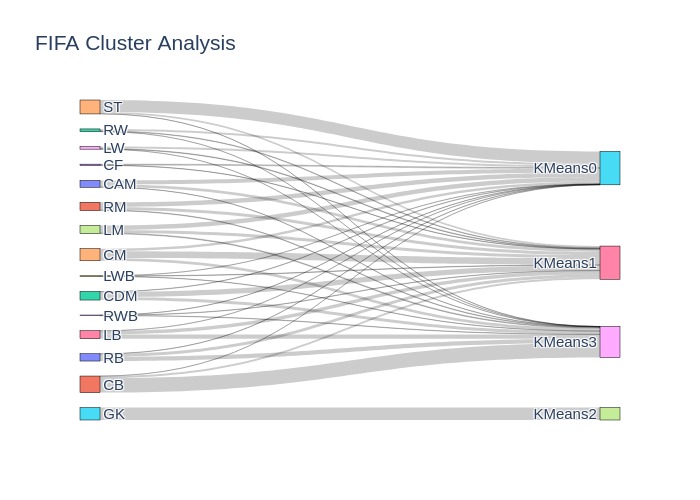 FIFA Cluster Analysis
ST
RW
LW
CF
CAM
RM
LM
CM
LWB
CDM
RWB
LB
RB
CB
GK
KMeans0
KMeans1
KMeans3
KMeans2